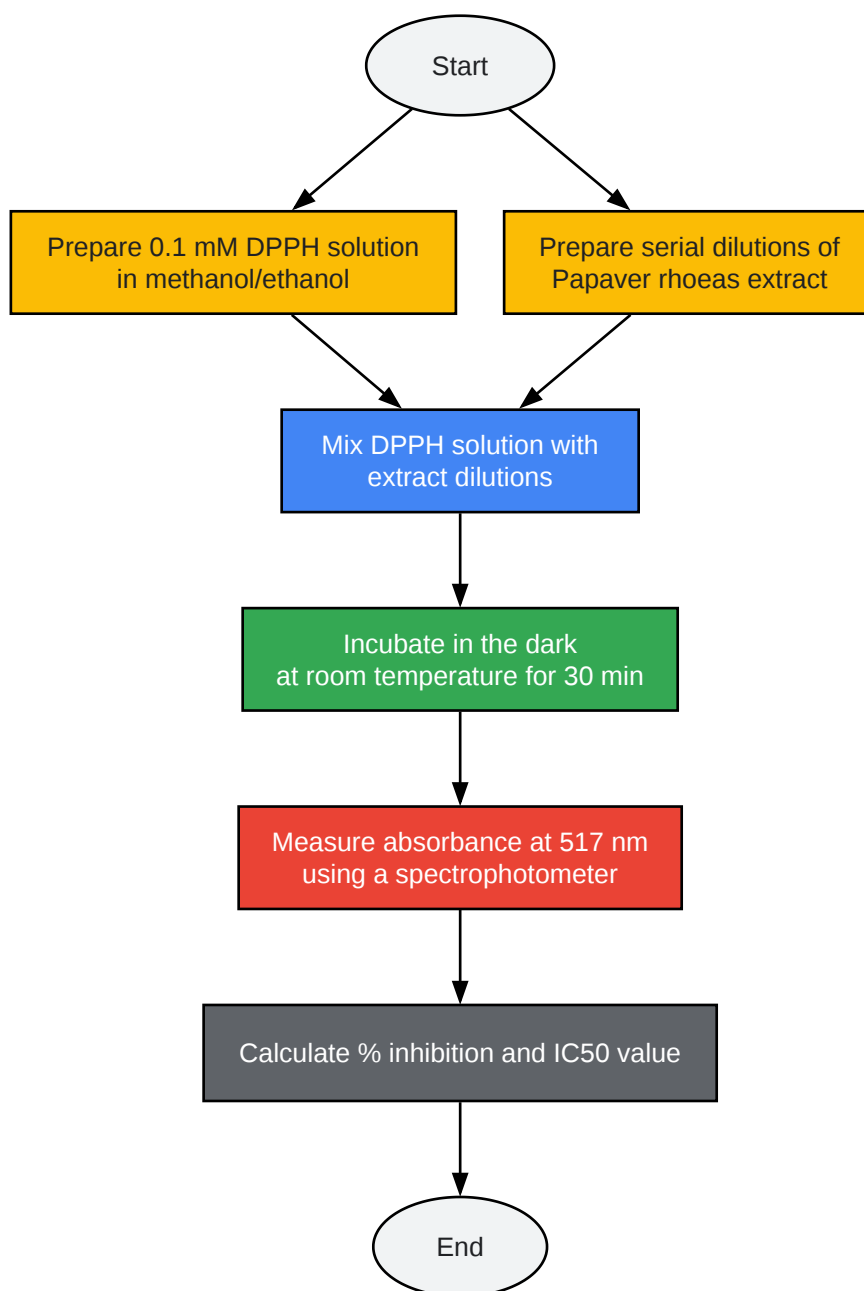 Start
Prepare 0.1 mM DPPH solution
in methanol/ethanol
Prepare serial dilutions of
Papaver rhoeas extract
Mix DPPH solution with
extract dilutions
Incubate in the dark
at room temperature for 30 min
Measure absorbance at 517 nm
using a spectrophotometer
Calculate % inhibition and IC50 value
End